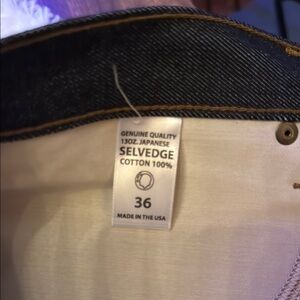 GENUINE QUALITY
13OZ. JAPANESE
SELVEDGE
COTTON 100%
36
MADE IN THE USA